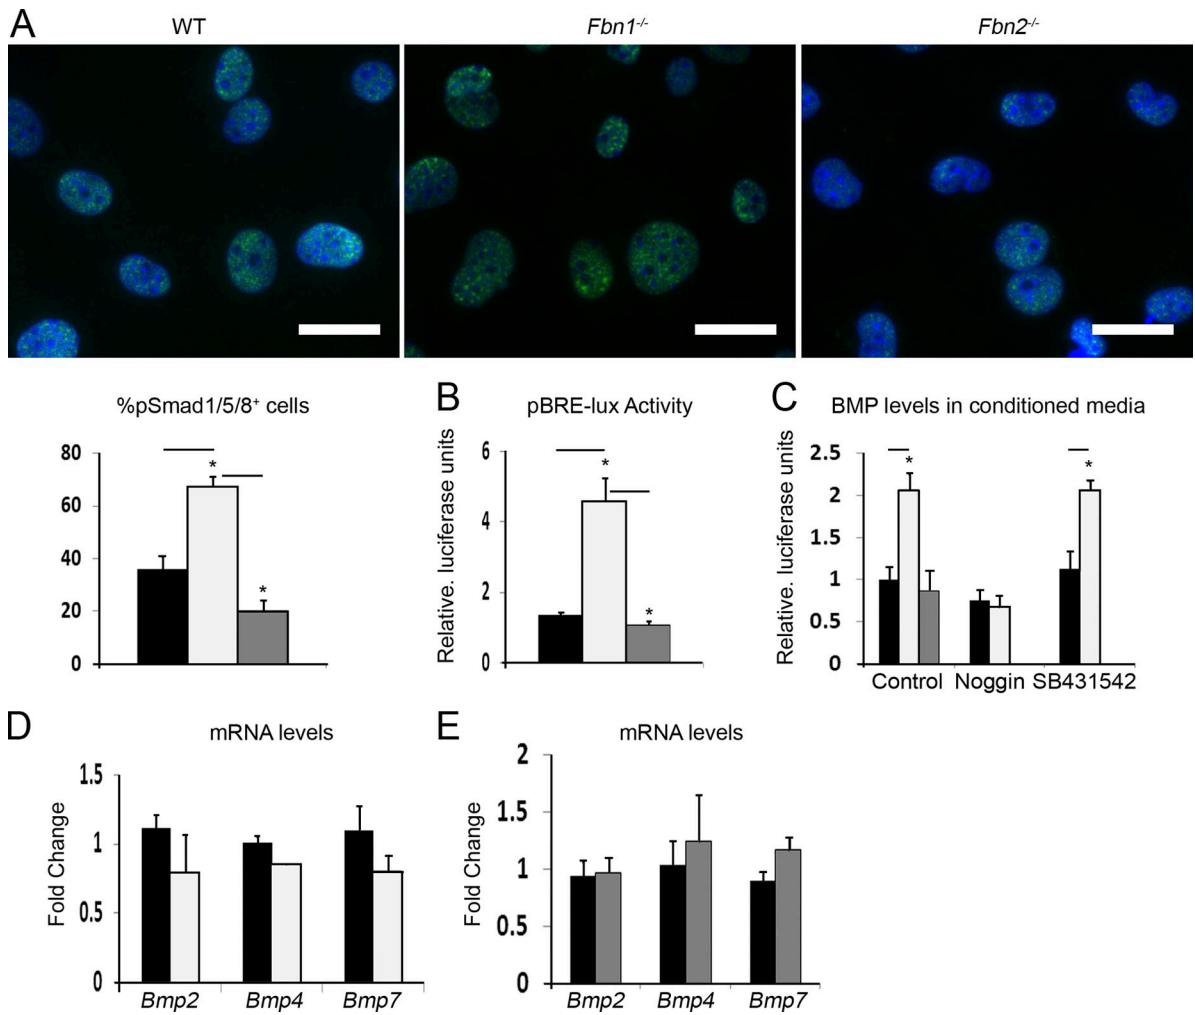 A
WT
Fbn1-/-
Fbn2-/-
%pSmad1/5/8+ cells
80
60
40
20
0
*
*
B
pBRE-lux Activity
Relative. luciferase units
6
4
2
0
*
*
C
BMP levels in conditioned media
Relative. luciferase units
2.5
2
1.5
1
0.5
0
*
*
Control Noggin SB431542
D
mRNA levels
Fold Change
1.5
1
0.5
0
Bmp2 Bmp4 Bmp7
E
mRNA levels
Fold Change
2
1.5
1
0.5
0
Bmp2 Bmp4 Bmp7